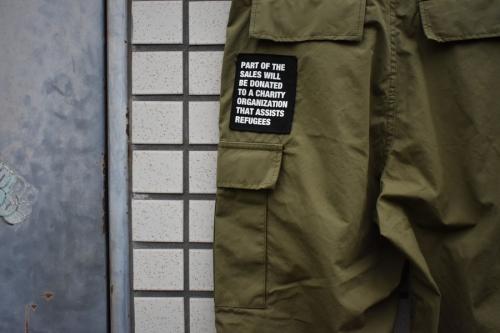 PART OF THE
SALES WILL
BE DONATED
TO A CHARITY
ORGANIZATION
THAT ASSISTS
REFUGEES